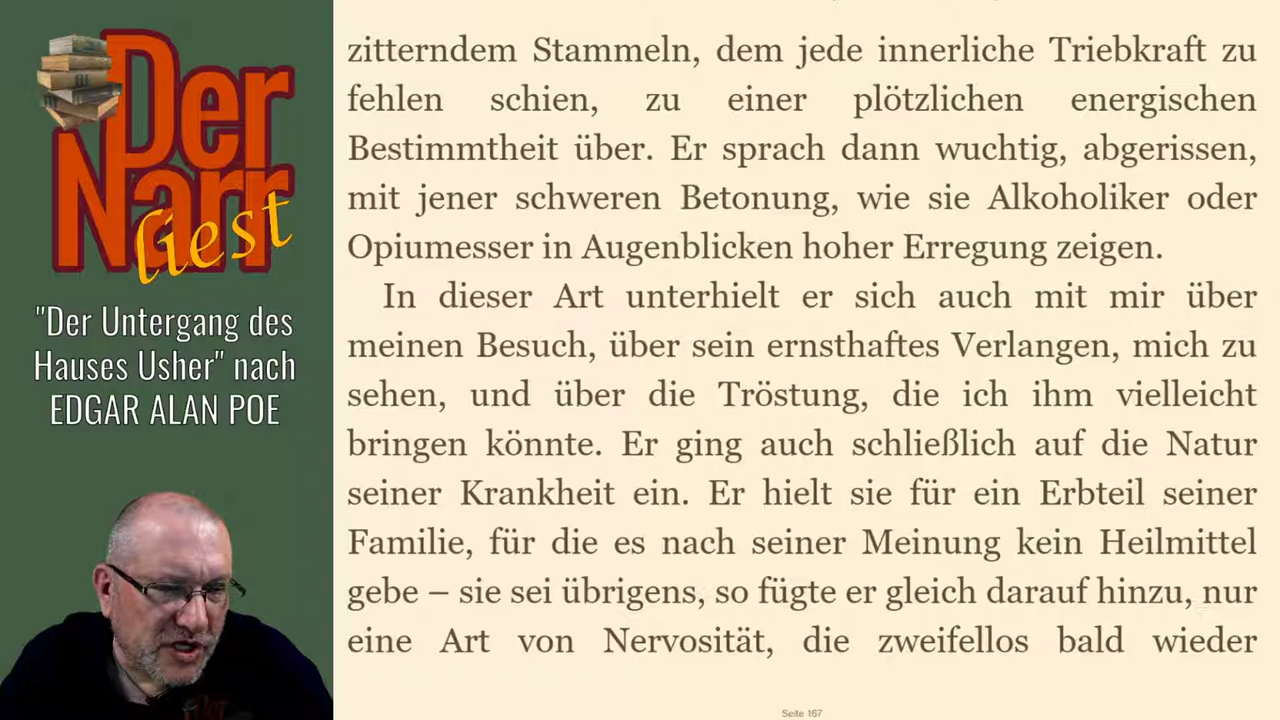 Der
Narr
liest
"Der Untergang des
Hauses Usher" nach
EDGAR ALAN POE
zitterndem Stammeln, dem jede innerliche Triebkraft zu
fehlen schien, zu einer plötzlichen energischen
Bestimmtheit über. Er sprach dann wuchtig, abgerissen,
mit jener schweren Betonung, wie sie Alkoholiker oder
Opiumesser in Augenblicken hoher Erregung zeigen.
In dieser Art unterhielt er sich auch mit mir über
meinen Besuch, über sein ernsthaftes Verlangen, mich zu
sehen, und über die Tröstung, die ich ihm vielleicht
bringen könnte. Er ging auch schließlich auf die Natur
seiner Krankheit ein. Er hielt sie für ein Erbteil seiner
Familie, für die es nach seiner Meinung kein Heilmittel
gebe – sie sei übrigens, so fügte er gleich darauf hinzu, nur
eine Art von Nervosität, die zweifellos bald wieder
Seite 167